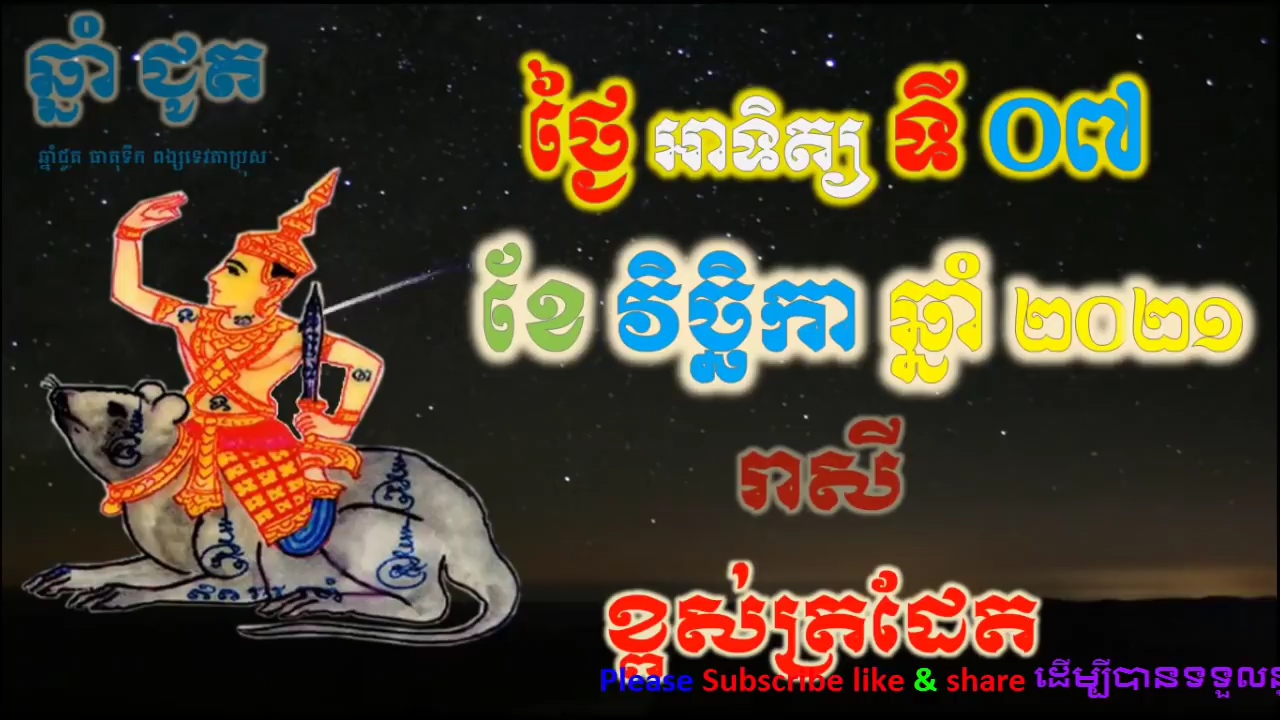 ឆ្នាំ ជូត
ឆ្នាំជូត ធាតុទឹក ពង្សទេវតាប្រុស
ថ្ងៃ អាទិត្យ ទី ០៧
ខែ វិច្ឆិកា ឆ្នាំ ២០២១
រាសី
ខ្ពស់ត្រដែត
Please Subscribe like & share ដើម្បីបានទទួលនូ